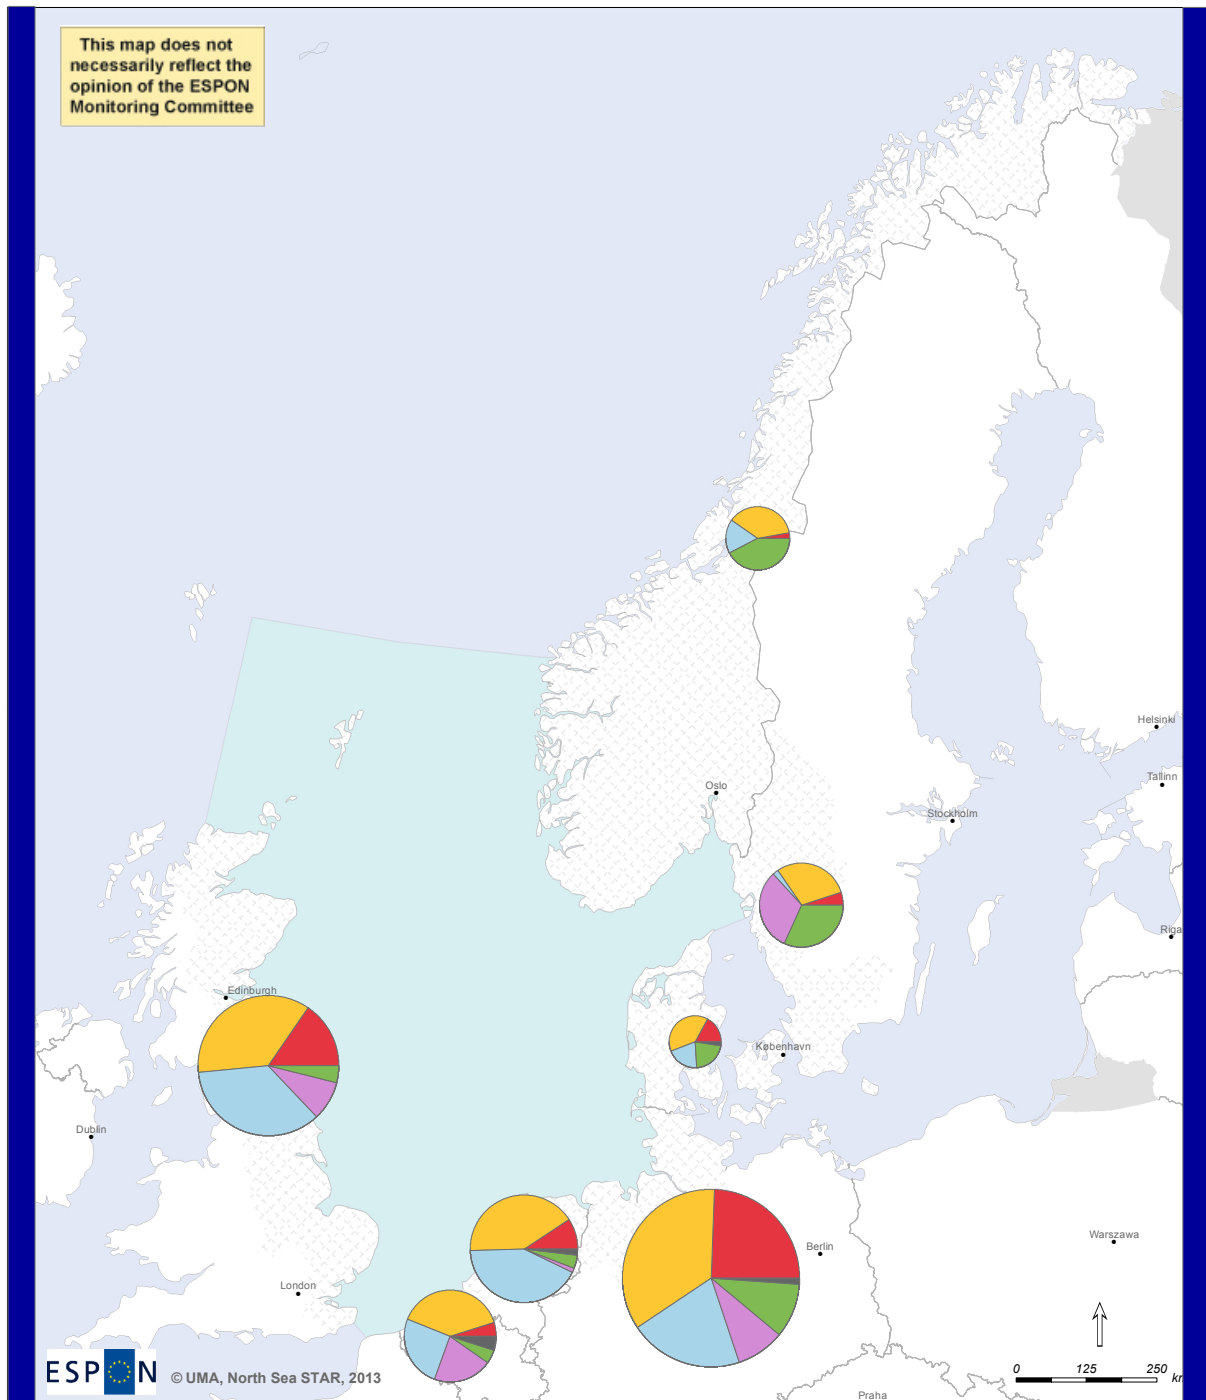 This map does not
necessarily reflect the
opinion of the ESPON
Monitoring Committee
Helsinki
Tallinn
Oslo
Stockholm
Riga
Edinburgh
København
Dublin
Warszawa
Berlin
London
0 125 250
km
ESPON © UMA, North Sea STAR, 2013
Praha